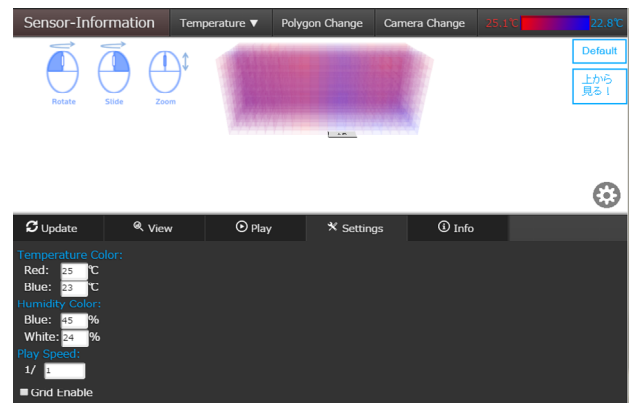 Sensor-Information Temperature ▼ Polygon Change Camera Change 25.1℃ 22.8℃
Default
上から
見る！
Rotate Slide Zoom
Update View Play Settings Info
Temperature Color:
Red: 25 ℃
Blue: 23 ℃
Humidity Color:
Blue: 45 %
White: 24 %
Play Speed:
1/ 1
Grid Enable